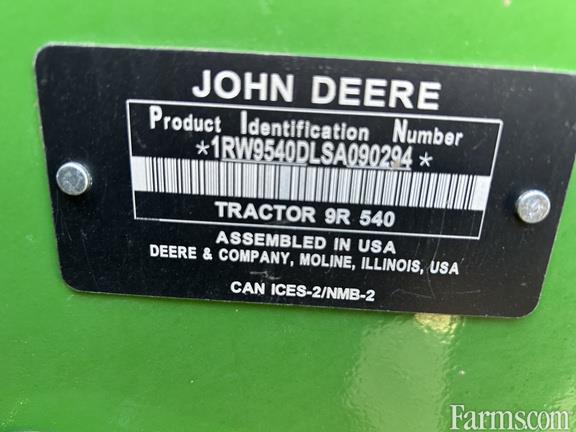 JOHN DEERE
Product Identification Number
*1RW9540DLSA090294*
TRACTOR 9R 540
ASSEMBLED IN USA
DEERE & COMPANY, MOLINE, ILLINOIS, USA
CAN ICES-2/NMB-2
Farms.com